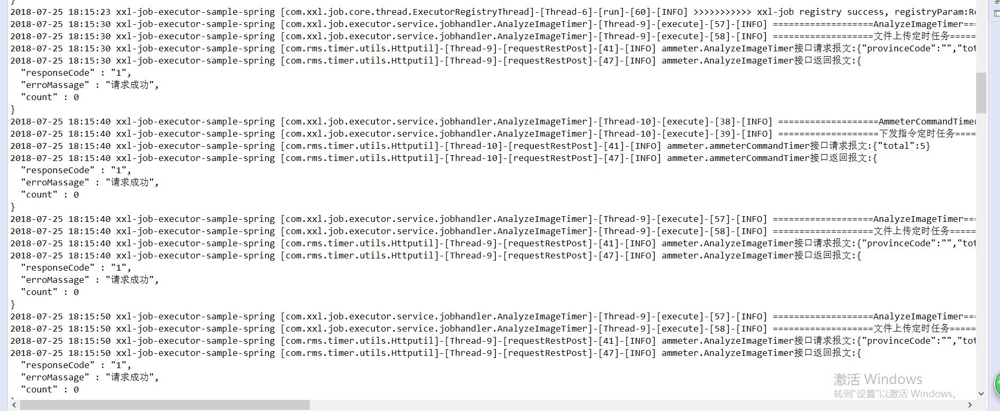 }
2018-07-25 18:15:23 xxl-job-executor-sample-spring [com.xxl.job.core.thread.ExecutorRegistryThread]-[Thread-6]-[run]-[60]-[INFO] >>>>>>>>>>> xxl-job registry success, registryParam:Re
2018-07-25 18:15:30 xxl-job-executor-sample-spring [com.xxl.job.executor.service.jobhandler.AnalyzeImageTimer]-[Thread-9]-[execute]-[57]-[INFO] ===================AnalyzeImageTimer===
2018-07-25 18:15:30 xxl-job-executor-sample-spring [com.xxl.job.executor.service.jobhandler.AnalyzeImageTimer]-[Thread-9]-[execute]-[58]-[INFO] ===================文件上传定时任务=====
2018-07-25 18:15:30 xxl-job-executor-sample-spring [com.rms.timer.utils.Httputil]-[Thread-9]-[requestRestPost]-[41]-[INFO] ammeter.AnalyzeImageTimer接口请求报文:{"provinceCode":"","tot
2018-07-25 18:15:30 xxl-job-executor-sample-spring [com.rms.timer.utils.Httputil]-[Thread-9]-[requestRestPost]-[47]-[INFO] ammeter.AnalyzeImageTimer接口返回报文:{
"responseCode" : "1",
"erroMassage" : "请求成功",
"count" : 0
}
2018-07-25 18:15:40 xxl-job-executor-sample-spring [com.xxl.job.executor.service.jobhandler.AnalyzeImageTimer]-[Thread-10]-[execute]-[38]-[INFO] ===================AmmeterCommandTimer
2018-07-25 18:15:40 xxl-job-executor-sample-spring [com.xxl.job.executor.service.jobhandler.AnalyzeImageTimer]-[Thread-10]-[execute]-[39]-[INFO] ===================下发指令定时任务====
2018-07-25 18:15:40 xxl-job-executor-sample-spring [com.rms.timer.utils.Httputil]-[Thread-10]-[requestRestPost]-[41]-[INFO] ammeter.ammeterCommandTimer接口请求报文:{"total":5}
2018-07-25 18:15:40 xxl-job-executor-sample-spring [com.rms.timer.utils.Httputil]-[Thread-10]-[requestRestPost]-[47]-[INFO] ammeter.ammeterCommandTimer接口返回报文:{
"responseCode" : "1",
"erroMassage" : "请求成功",
"count" : 0
}
2018-07-25 18:15:40 xxl-job-executor-sample-spring [com.xxl.job.executor.service.jobhandler.AnalyzeImageTimer]-[Thread-9]-[execute]-[57]-[INFO] ===================AnalyzeImageTimer===
2018-07-25 18:15:40 xxl-job-executor-sample-spring [com.xxl.job.executor.service.jobhandler.AnalyzeImageTimer]-[Thread-9]-[execute]-[58]-[INFO] ===================文件上传定时任务=====
2018-07-25 18:15:40 xxl-job-executor-sample-spring [com.rms.timer.utils.Httputil]-[Thread-9]-[requestRestPost]-[41]-[INFO] ammeter.AnalyzeImageTimer接口请求报文:{"provinceCode":"","tot
2018-07-25 18:15:40 xxl-job-executor-sample-spring [com.rms.timer.utils.Httputil]-[Thread-9]-[requestRestPost]-[47]-[INFO] ammeter.AnalyzeImageTimer接口返回报文:{
"responseCode" : "1",
"erroMassage" : "请求成功",
"count" : 0
}
2018-07-25 18:15:50 xxl-job-executor-sample-spring [com.xxl.job.executor.service.jobhandler.AnalyzeImageTimer]-[Thread-9]-[execute]-[57]-[INFO] ===================AnalyzeImageTimer===
2018-07-25 18:15:50 xxl-job-executor-sample-spring [com.xxl.job.executor.service.jobhandler.AnalyzeImageTimer]-[Thread-9]-[execute]-[58]-[INFO] ===================文件上传定时任务=====
2018-07-25 18:15:50 xxl-job-executor-sample-spring [com.rms.timer.utils.Httputil]-[Thread-9]-[requestRestPost]-[41]-[INFO] ammeter.AnalyzeImageTimer接口请求报文:{"provinceCode":"","tot
2018-07-25 18:15:50 xxl-job-executor-sample-spring [com.rms.timer.utils.Httputil]-[Thread-9]-[requestRestPost]-[47]-[INFO] ammeter.AnalyzeImageTimer接口返回报文:{
"responseCode" : "1",
"erroMassage" : "请求成功",
"count" : 0
激活 Windows
转到"设置"以激活 Windows。